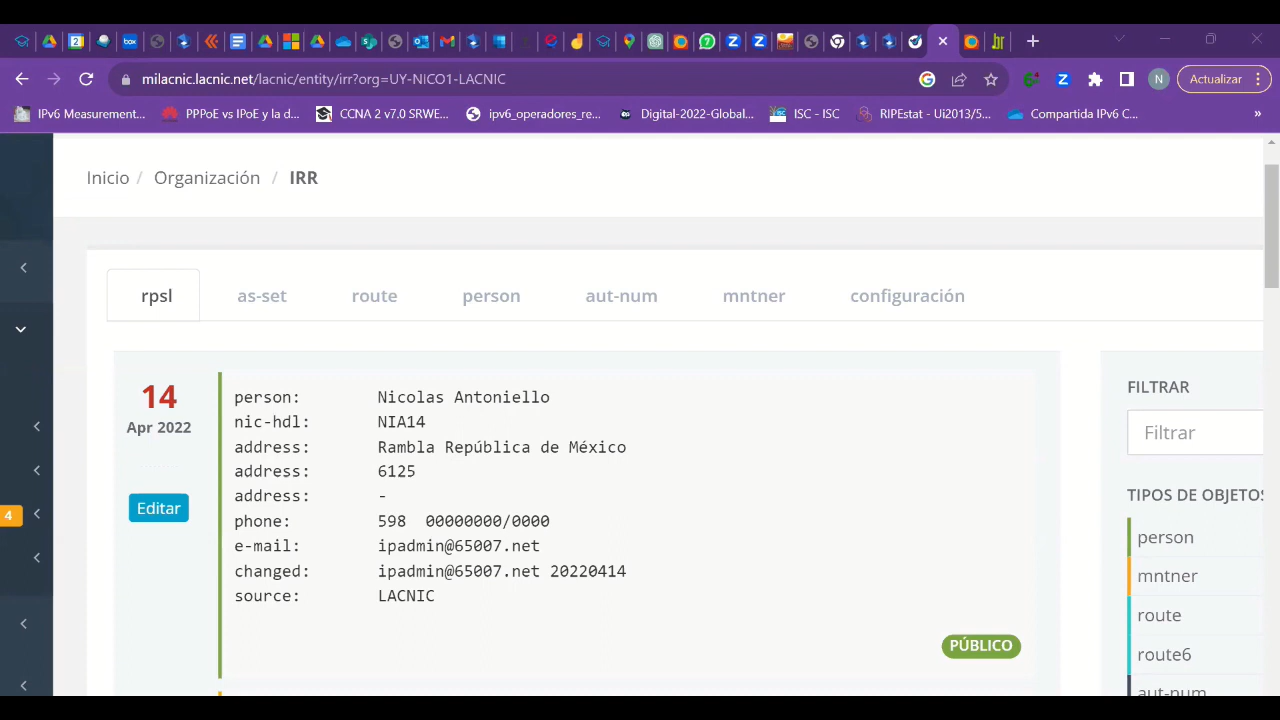 milacnic.lacnic.net/lacnic/entity/irr?org=UY-NICO1-LACNIC
N
Actualizar
IPv6 Measurement...
PPPoE vs IPoE y la d...
CCNA 2 v7.0 SRWE...
ipv6_operadores_re...
Digital-2022-Global...
ISC - ISC
RIPEstat - Ui2013/5...
Compartida IPv6 C...
»
Inicio / Organización / IRR
rpsl as-set route person aut-num mntner configuración
14
Apr 2022
Editar
person: Nicolas Antoniello
nic-hdl: NIA14
address: Rambla República de México
address: 6125
address: -
phone: 598 00000000/0000
e-mail: ipadmin@65007.net
changed: ipadmin@65007.net 20220414
source: LACNIC
PÚBLICO
4
FILTRAR
Filtrar
TIPOS DE OBJETOS
person
mntner
route
route6
aut-num